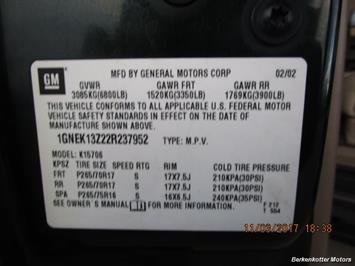 GM
MFD BY GENERAL MOTORS CORP 02/02
GVWR GAWR FRT GAWR RR
3085KG(6800LB) 1520KG(3350LB) 1769KG(3900LB)
THIS VEHICLE CONFORMS TO ALL APPLICABLE U.S. FEDERAL MOTOR
VEHICLE SAFETY STANDARDS IN EFFECT ON THE DATE OF
MANUFACTURE SHOWN ABOVE.
1GNEK13Z22R237952 TYPE: M.P.V.
MODEL: K15706
KPSZ TIRE SIZE SPEED RTG RIM COLD TIRE PRESSURE
FRT P265/70R17 S 17X7.5J 210KPA(30PSI)
RR P265/70R17 S 17X7.5J 210KPA(30PSI)
SPA P265/75R16 S 16X6.5J 240KPA(35PSI)
SEE OWNER'S MANUAL FOR MORE INFORMATION.
11/09/2017 18:38
Berkenkotter Motors